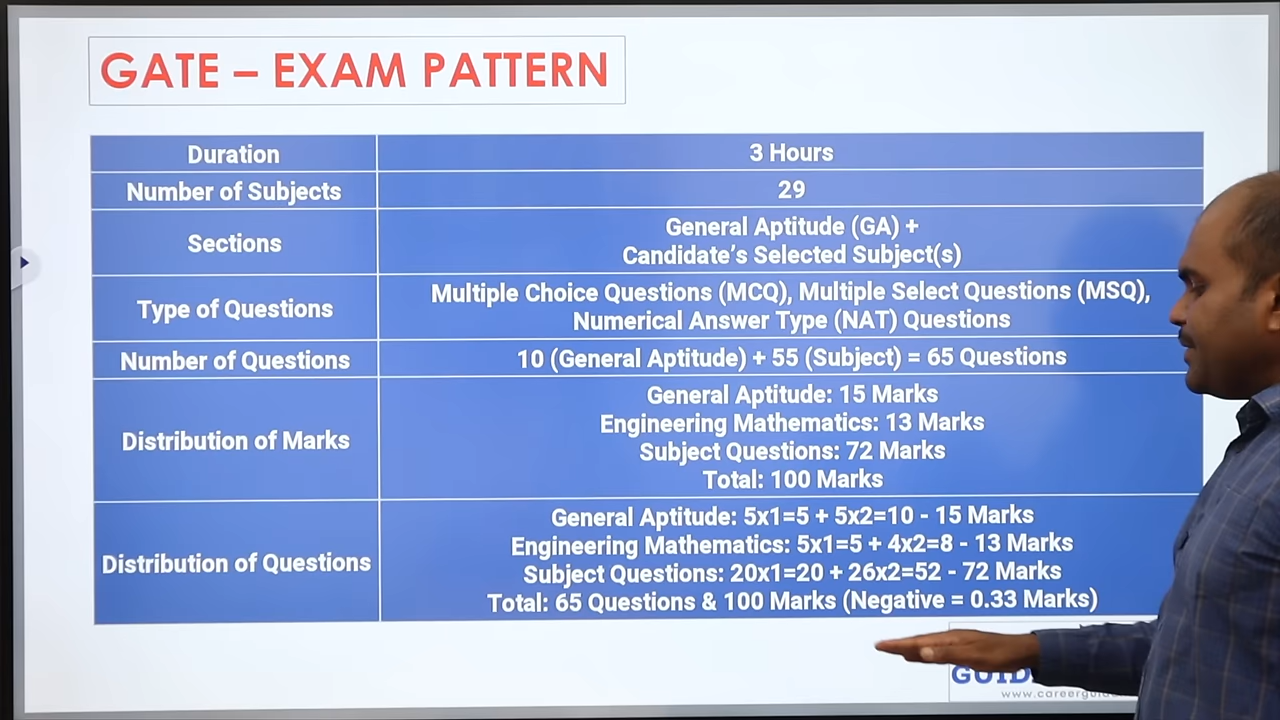 GATE – EXAM PATTERN
Duration
3 Hours
Number of Subjects
29
Sections
General Aptitude (GA) +
Candidate's Selected Subject(s)
Type of Questions
Multiple Choice Questions (MCQ), Multiple Select Questions (MSQ),
Numerical Answer Type (NAT) Questions
Number of Questions
10 (General Aptitude) + 55 (Subject) = 65 Questions
Distribution of Marks
General Aptitude: 15 Marks
Engineering Mathematics: 13 Marks
Subject Questions: 72 Marks
Total: 100 Marks
Distribution of Questions
General Aptitude: 5x1=5 + 5x2=10 - 15 Marks
Engineering Mathematics: 5x1=5 + 4x2=8 - 13 Marks
Subject Questions: 20x1=20 + 26x2=52 - 72 Marks
Total: 65 Questions & 100 Marks (Negative = 0.33 Marks)